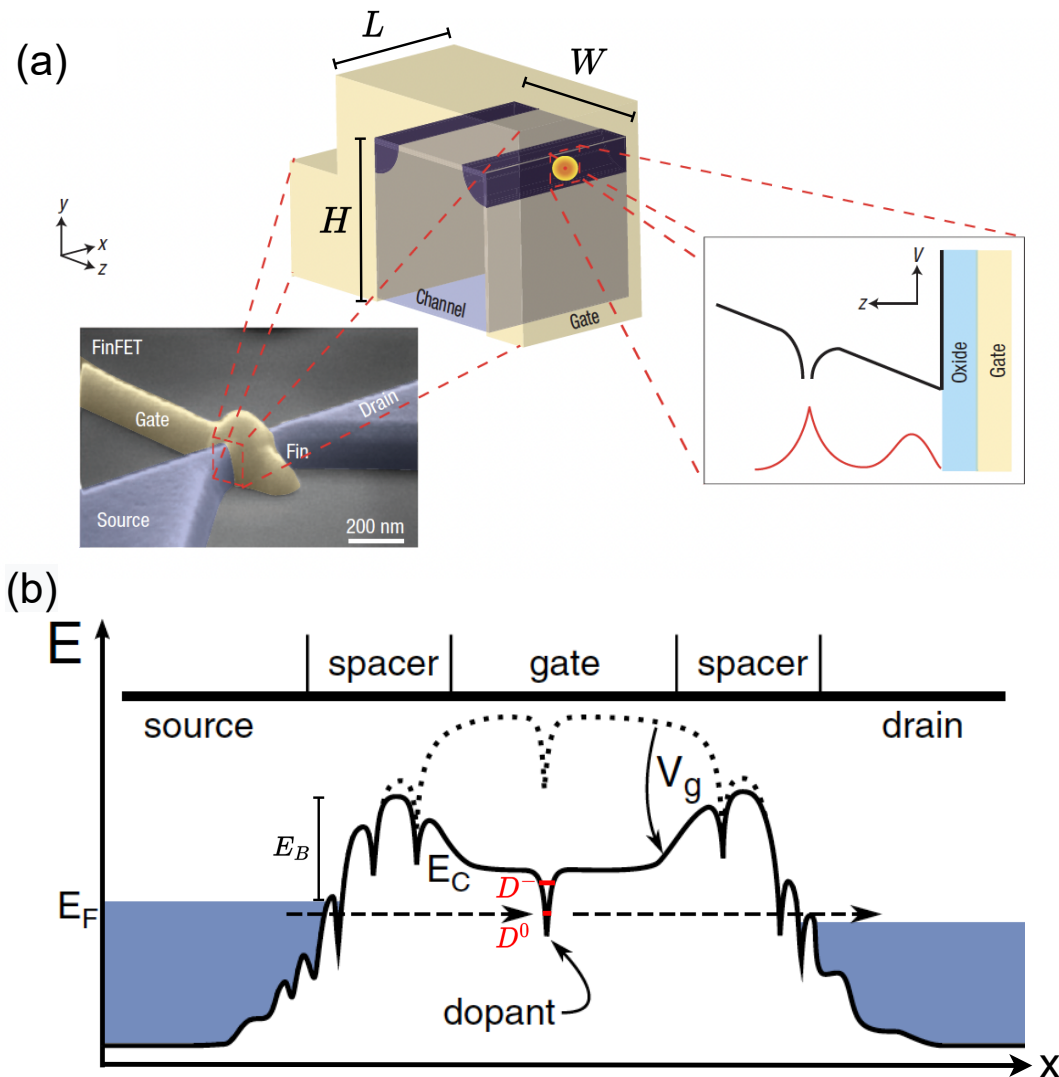 (a)
L
W
H
y
x
z
Channel
Gate
V
z
Oxide
Gate
FinFET
Gate
Drain
Fin
Source
200 nm
(b)
E
spacer
gate
spacer
source
drain
V_g
E_B
E_C
D^-
E_F
D^0
dopant
x